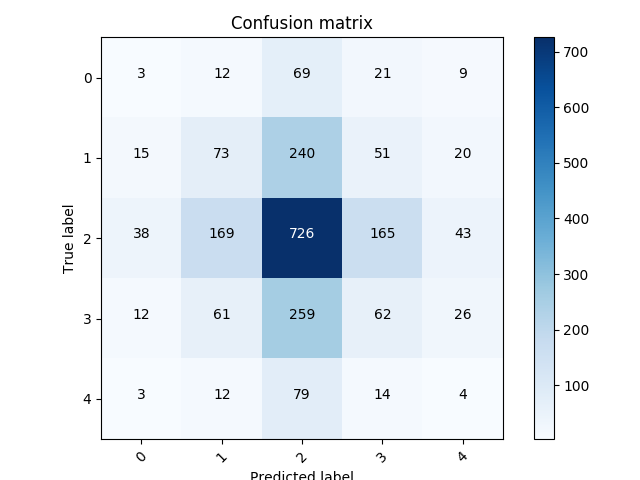 Confusion matrix
0 3 12 69 21 9
1 15 73 240 51 20
2 38 169 726 165 43
3 12 61 259 62 26
4 3 12 79 14 4
0 1 2 3 4
True label
Predicted label
700
600
500
400
300
200
100